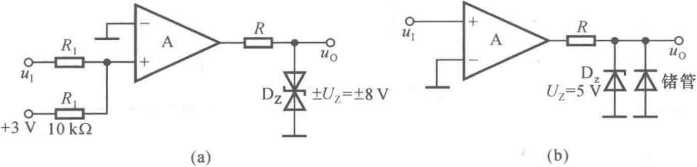 −
+
A
R
u_O
R_1
u_I
D_Z
±U_Z=±8 V
R_1
+3 V
10 kΩ
(a)
u_I
+
−
A
R
u_O
D_z
U_Z=5 V
锗管
(b)